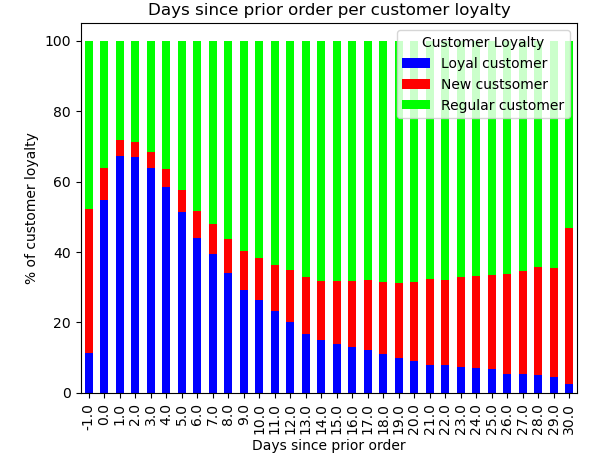 Days since prior order per customer loyalty
% of customer loyalty
100
80
60
40
20
0
Customer Loyalty
Loyal customer
New custsomer
Regular customer
-1.0 0.0 1.0 2.0 3.0 4.0 5.0 6.0 7.0 8.0 9.0 10.0 11.0 12.0 13.0 14.0 15.0 16.0 17.0 18.0 19.0 20.0 21.0 22.0 23.0 24.0 25.0 26.0 27.0 28.0 29.0 30.0
Days since prior order